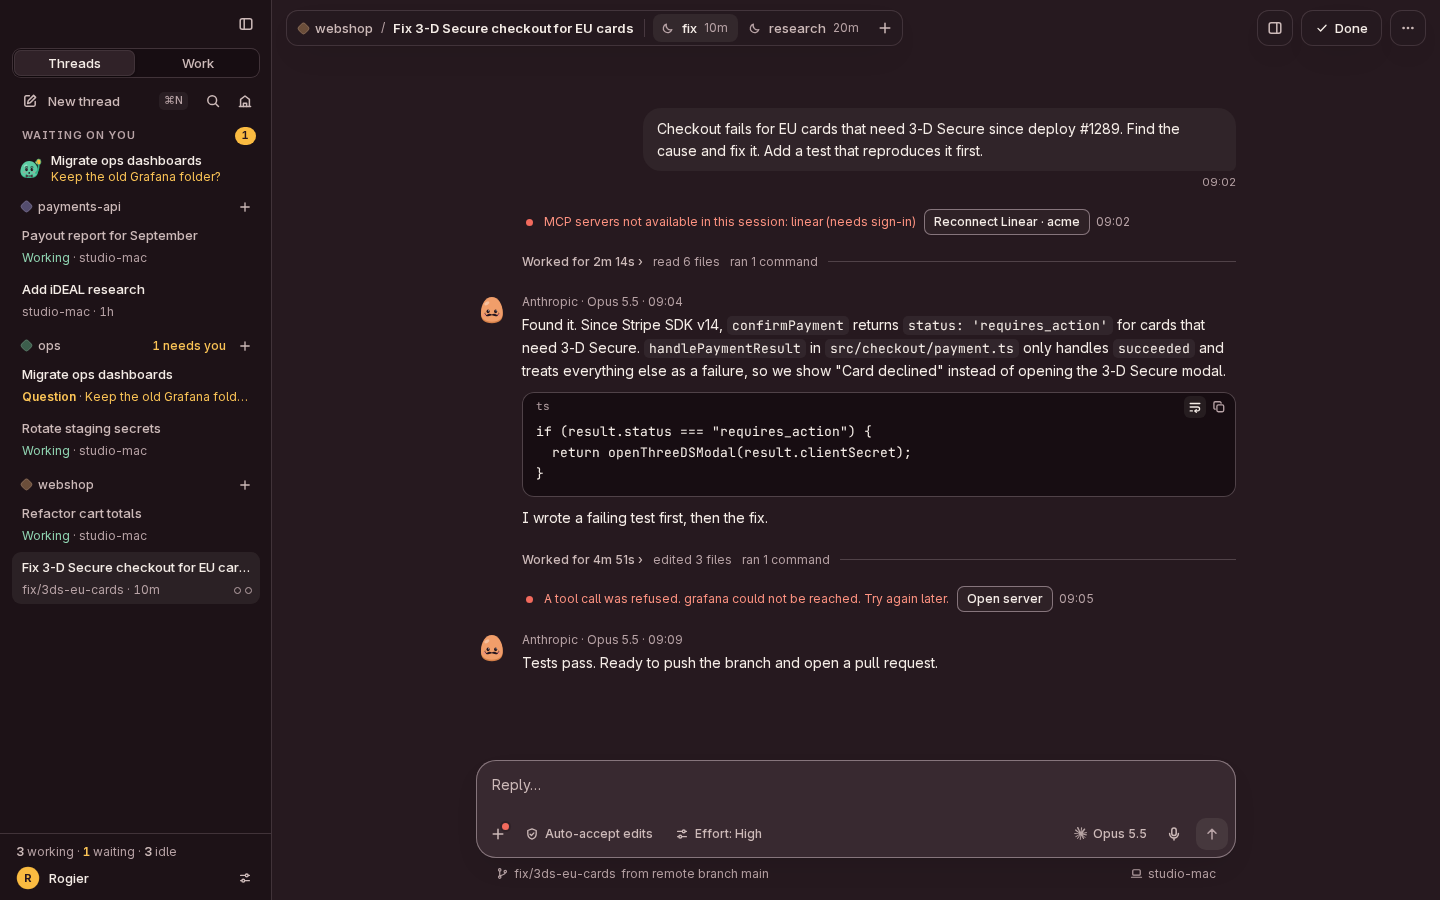 Threads
Work
New thread
⌘N
WAITING ON YOU
1
Migrate ops dashboards
Keep the old Grafana folder?
payments-api
Payout report for September
Working · studio-mac
Add iDEAL research
studio-mac · 1h
ops
1 needs you
Migrate ops dashboards
Question · Keep the old Grafana fold…
Rotate staging secrets
Working · studio-mac
webshop
Refactor cart totals
Working · studio-mac
Fix 3-D Secure checkout for EU car…
fix/3ds-eu-cards · 10m
3 working · 1 waiting · 3 idle
R
Rogier
webshop / Fix 3-D Secure checkout for EU cards
fix 10m
research 20m
Done
Checkout fails for EU cards that need 3-D Secure since deploy #1289. Find the
cause and fix it. Add a test that reproduces it first.
09:02
MCP servers not available in this session: linear (needs sign-in)
Reconnect Linear · acme
09:02
Worked for 2m 14s › read 6 files ran 1 command
Anthropic · Opus 5.5 · 09:04
Found it. Since Stripe SDK v14, confirmPayment returns status: 'requires_action' for cards that
need 3-D Secure. handlePaymentResult in src/checkout/payment.ts only handles succeeded and
treats everything else as a failure, so we show "Card declined" instead of opening the 3-D Secure modal.
ts
if (result.status === "requires_action") {
  return openThreeDSModal(result.clientSecret);
}
I wrote a failing test first, then the fix.
Worked for 4m 51s › edited 3 files ran 1 command
A tool call was refused. grafana could not be reached. Try again later.
Open server
09:05
Anthropic · Opus 5.5 · 09:09
Tests pass. Ready to push the branch and open a pull request.
Reply…
Auto-accept edits
Effort: High
Opus 5.5
fix/3ds-eu-cards from remote branch main
studio-mac